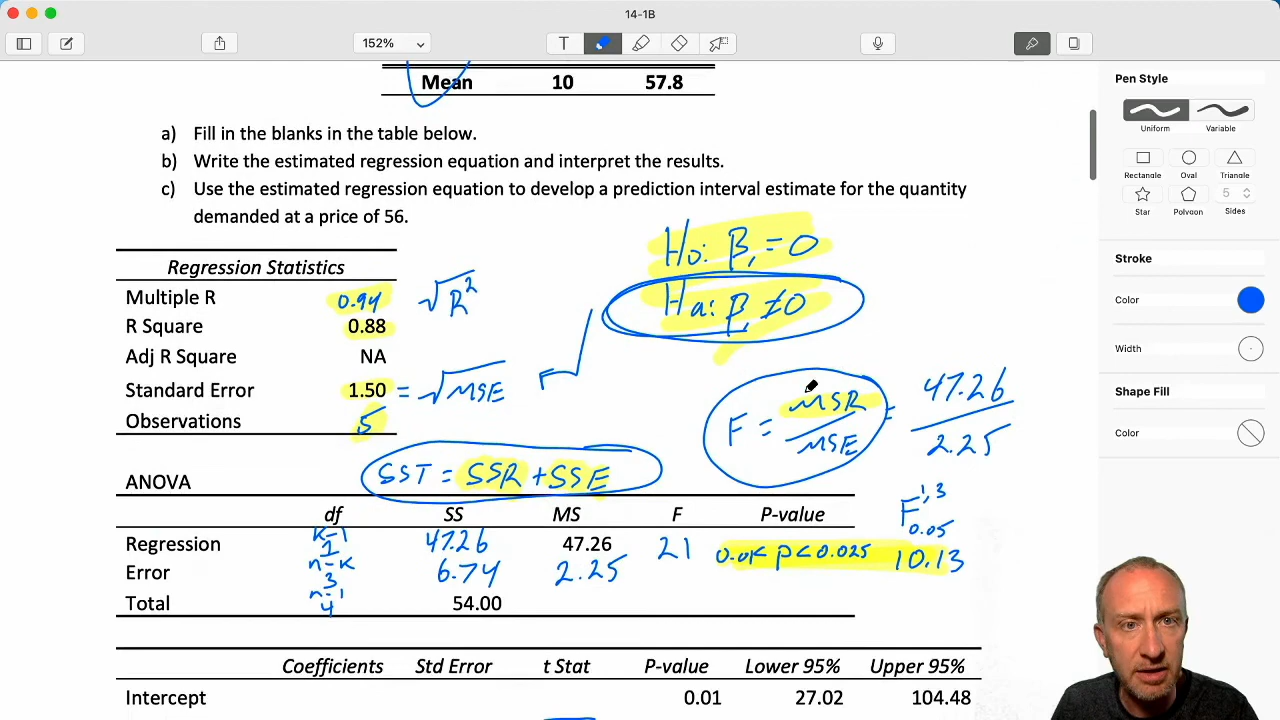 14-1B
152%
T
Pen Style
Uniform Variable
Rectangle Oval Triangle
Star Polygon Sides
5
Stroke
Color
Width
Shape Fill
Color
Mean 10 57.8
a) Fill in the blanks in the table below.
b) Write the estimated regression equation and interpret the results.
c) Use the estimated regression equation to develop a prediction interval estimate for the quantity
demanded at a price of 56.
H0: β1 = 0
Ha: β1 ≠ 0
Regression Statistics
Multiple R 0.94 √R²
R Square 0.88
Adj R Square NA
Standard Error 1.50 = √MSE
Observations 5
F = MSR / MSE = 47.26 / 2.25
SST = SSR + SSE
ANOVA
F 1,3 0.05
df SS MS F P-value
k-1
Regression 1 47.26 47.26 21 0.01< p < 0.025 10.13
n-k
Error 3 6.74 2.25
n-1
Total 4 54.00
Coefficients Std Error t Stat P-value Lower 95% Upper 95%
Intercept 0.01 27.02 104.48